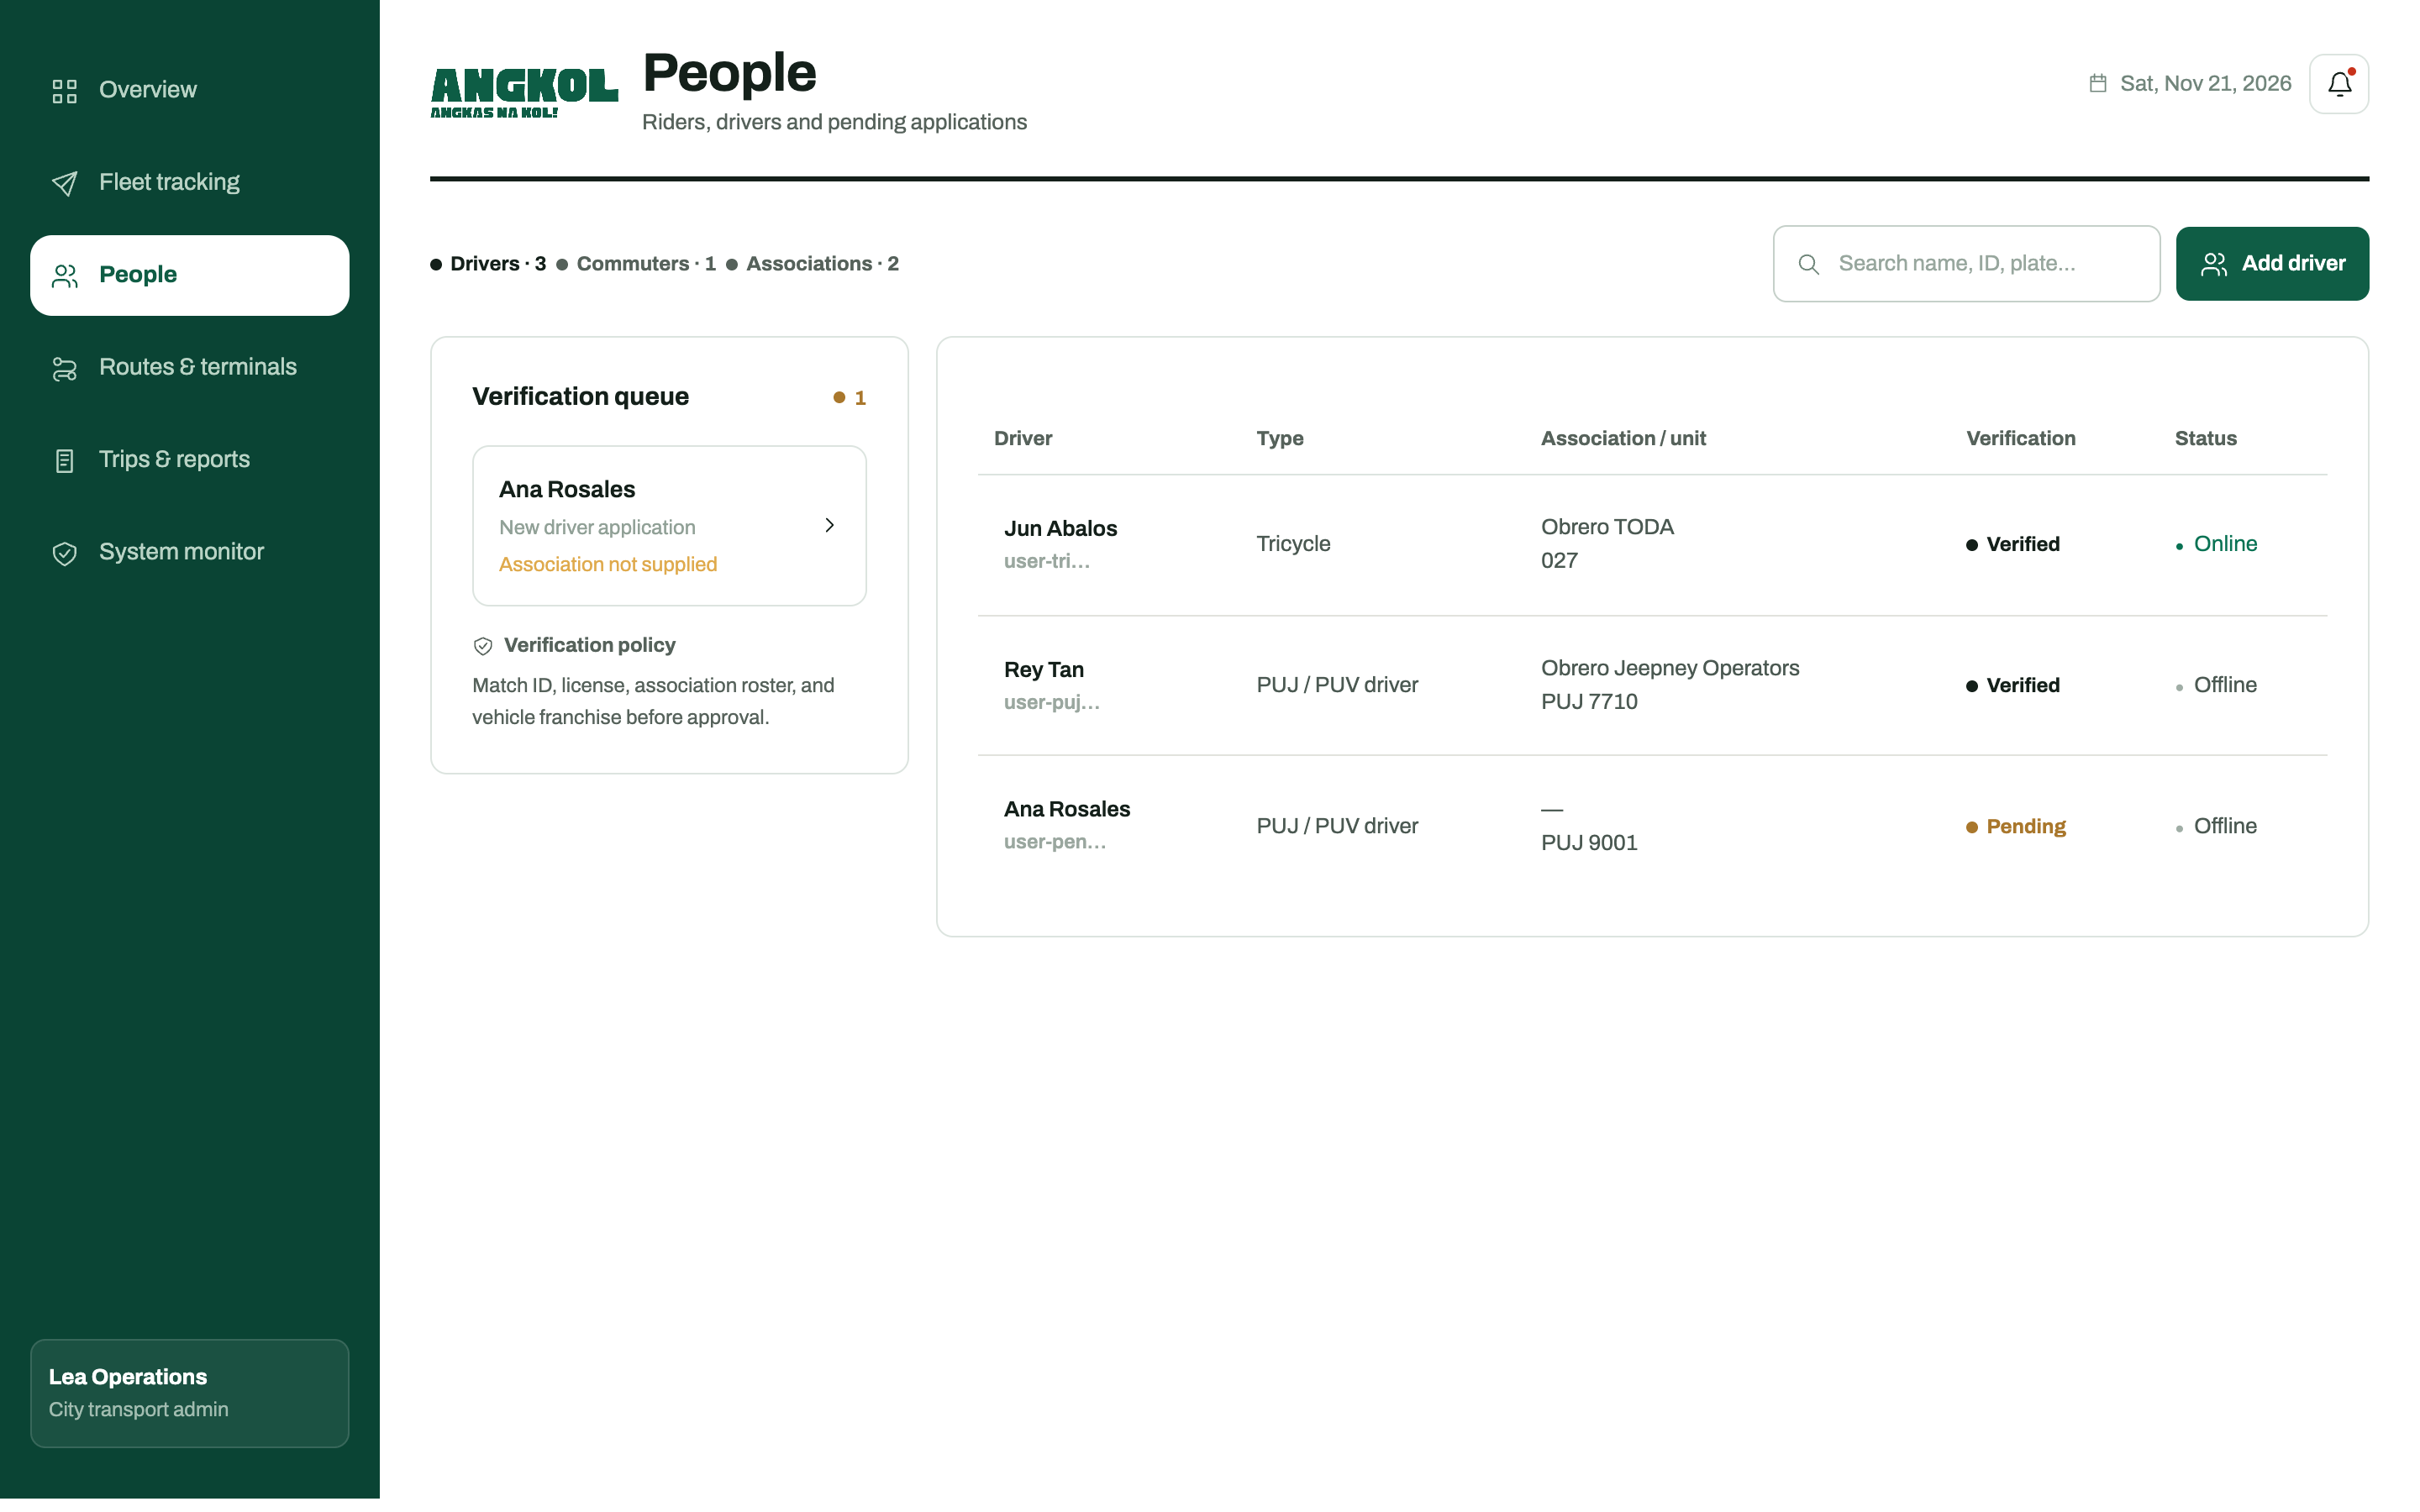 Overview
Fleet tracking
People
Routes & terminals
Trips & reports
System monitor
Lea Operations
City transport admin
ANGKOL
ANGKAS NA KOL!
People
Riders, drivers and pending applications
Sat, Nov 21, 2026
Drivers · 3
Commuters · 1
Associations · 2
Search name, ID, plate...
Add driver
Verification queue
1
Ana Rosales
New driver application
Association not supplied
Verification policy
Match ID, license, association roster, and
vehicle franchise before approval.
Driver Type Association / unit Verification Status
Jun Abalos
user-tri...
Tricycle
Obrero TODA
027
Verified
Online
Rey Tan
user-puj...
PUJ / PUV driver
Obrero Jeepney Operators
PUJ 7710
Verified
Offline
Ana Rosales
user-pen...
PUJ / PUV driver
—
PUJ 9001
Pending
Offline